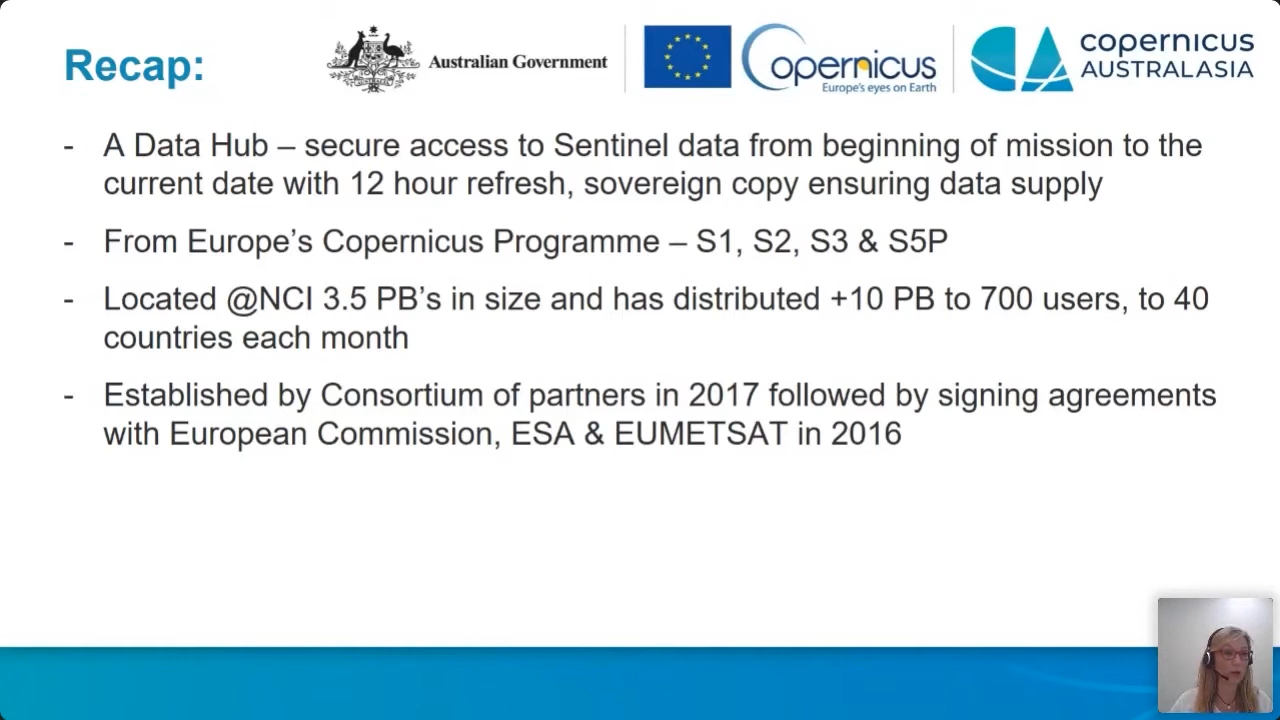 Recap:
Australian Government
opernicus
Europe's eyes on Earth
copernicus
AUSTRALASIA
- A Data Hub – secure access to Sentinel data from beginning of mission to the
current date with 12 hour refresh, sovereign copy ensuring data supply
- From Europe’s Copernicus Programme – S1, S2, S3 & S5P
- Located @NCI 3.5 PB’s in size and has distributed +10 PB to 700 users, to 40
countries each month
- Established by Consortium of partners in 2017 followed by signing agreements
with European Commission, ESA & EUMETSAT in 2016